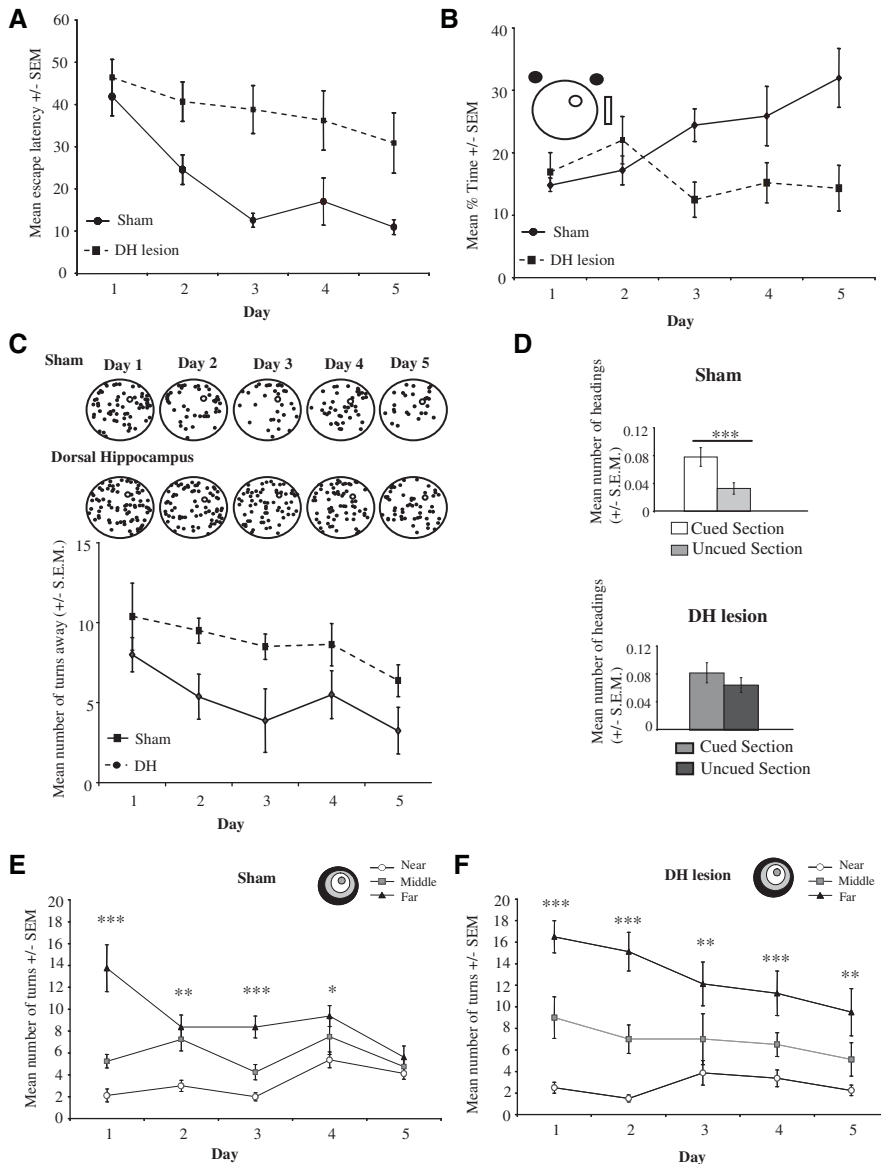 A
Mean escape latency +/- SEM
60
50
40
30
20
10
0
Sham
DH lesion
1 2 3 4 5
Day
B
Mean % Time +/- SEM
40
30
20
10
0
Sham
DH lesion
1 2 3 4 5
Day
C
Sham
Day 1 Day 2 Day 3 Day 4 Day 5
Dorsal Hippocampus
Mean number of turns away (+/- S.E.M.)
15
10
5
0
Sham
DH
1 2 3 4 5
Day
D
Sham
Mean number of headings
(+/- S.E.M.)
0.12
0.08
0.04
0
***
Cued Section
Uncued Section
DH lesion
Mean number of headings
(+/- S.E.M.)
0.12
0.08
0.04
0
Cued Section
Uncued Section
E
Sham
Near
Middle
Far
Mean number of turns +/- SEM
20
18
16
14
12
10
8
6
4
2
0
*** ** *** *
1 2 3 4 5
Day
F
DH lesion
Near
Middle
Far
Mean number of turns +/- SEM
20
18
16
14
12
10
8
6
4
2
0
*** *** ** *** **
1 2 3 4 5
Day